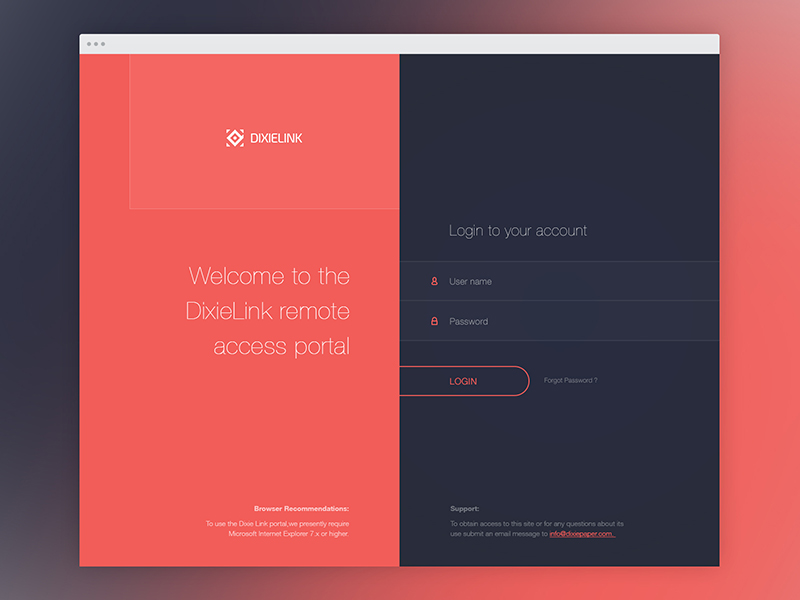 DIXIELINK
Welcome to the
DixieLink remote
access portal
Browser Recommendations:
To use the Dixie Link portal,we presently require
Microsoft Internet Explorer 7.x or higher.
Login to your account
User name
Password
LOGIN
Forgot Password ?
Support:
To obtain access to this site or for any questions about its
use submit an email message to info@dixiepaper.com.